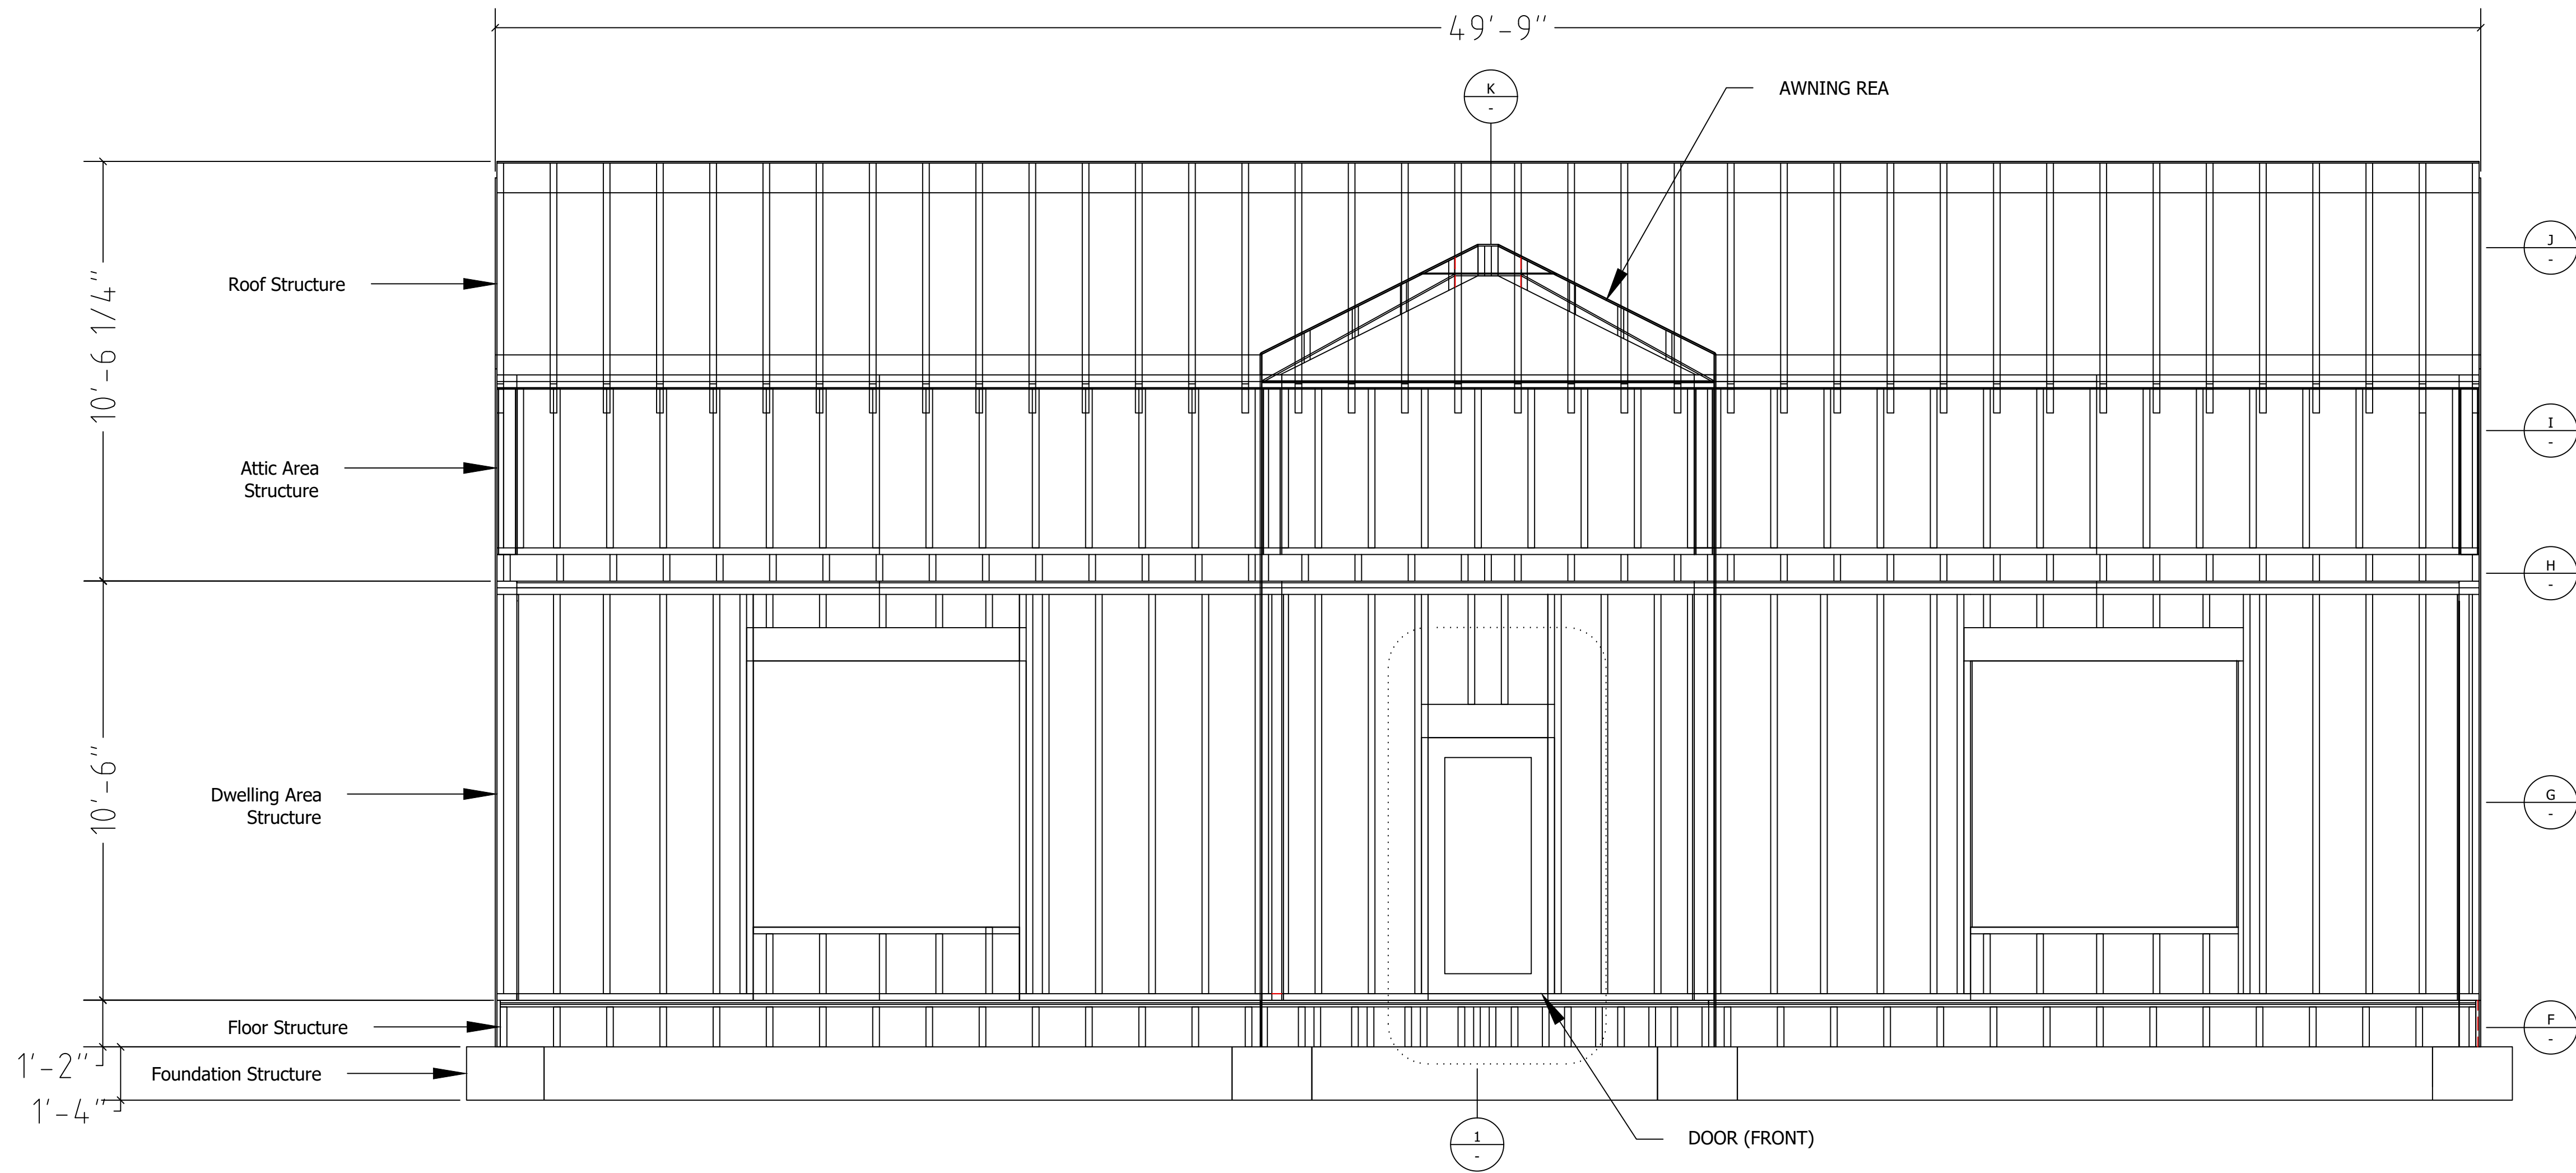 49'-9"
K
-
AWNING REA
J
-
Roof Structure
10'-6 1/4"
I
-
Attic Area
Structure
H
-
10'-6"
Dwelling Area
Structure
G
-
Floor Structure
F
-
1'-2"
Foundation Structure
1'-4"
1
-
DOOR (FRONT)